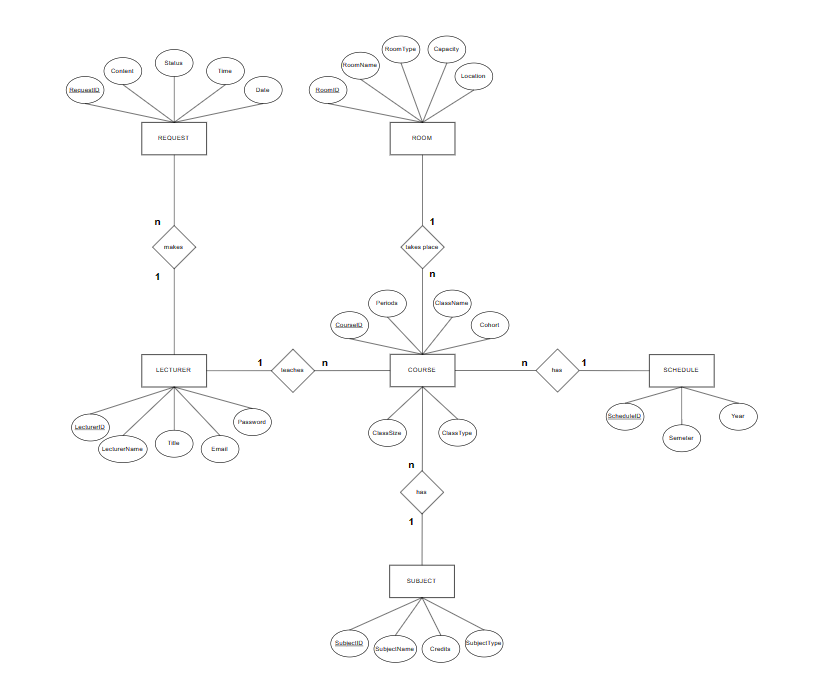 Status
RoomType
Capacity
Content
Time
RoomName
Location
RequestID
Date
RoomID
REQUEST
ROOM
n
1
makes
takes place
1
n
Periods
ClassName
CourseID
Cohort
1
n
n
1
LECTURER
teaches
COURSE
has
SCHEDULE
LecturerID
Password
ScheduleID
Year
LecturerName
Title
Email
ClassSize
ClassType
Semeter
n
has
1
SUBJECT
SubjectID
SubjectName
Credits
SubjectType